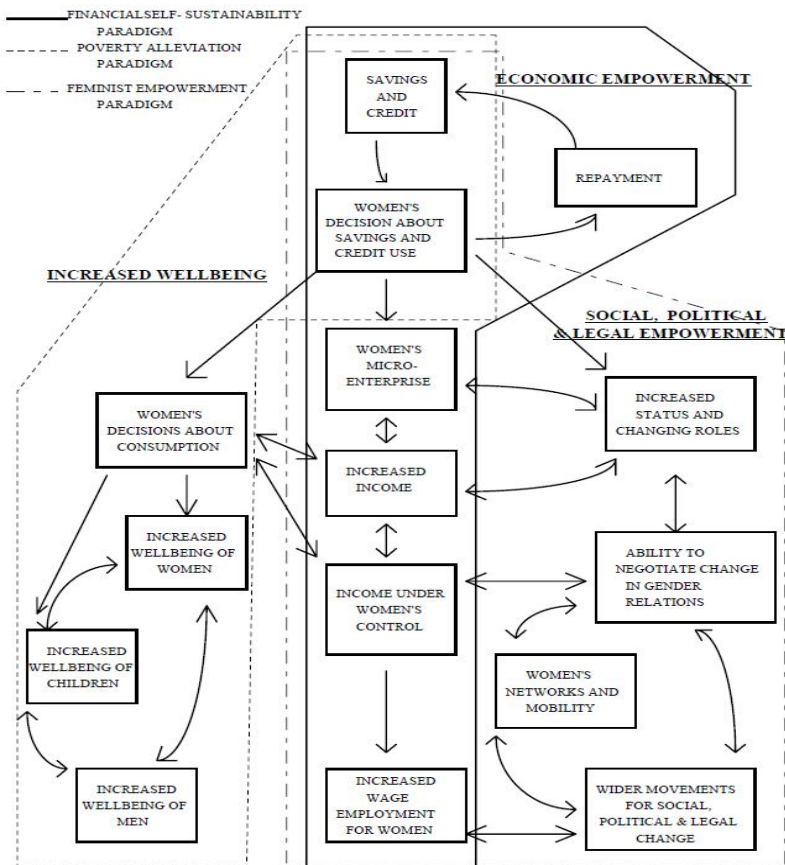 FINANCIALSELF- SUSTAINABILITY
PARADIGM
POVERTY ALLEVIATION
PARADIGM
FEMINIST EMPOWERMENT
PARADIGM
SAVINGS
AND
CREDIT
ECONOMIC EMPOWERMENT
REPAYMENT
WOMEN'S
DECISION ABOUT
SAVINGS AND
CREDIT USE
INCREASED WELLBEING
SOCIAL, POLITICAL
& LEGAL EMPOWERMENT
WOMEN'S
MICRO-
ENTERPRISE
WOMEN'S
DECISIONS ABOUT
CONSUMPTION
INCREASED
STATUS AND
CHANGING ROLES
INCREASED
INCOME
INCREASED
WELLBEING OF
WOMEN
ABILITY TO
NEGOTIATE CHANGE
IN GENDER
RELATIONS
INCOME UNDER
WOMEN'S
CONTROL
INCREASED
WELLBEING OF
CHILDREN
WOMEN'S
NETWORKS AND
MOBILITY
INCREASED
WELLBEING OF
MEN
INCREASED
WAGE
EMPLOYMENT
FOR WOMEN
WIDER MOVEMENTS
FOR SOCIAL,
POLITICAL & LEGAL
CHANGE